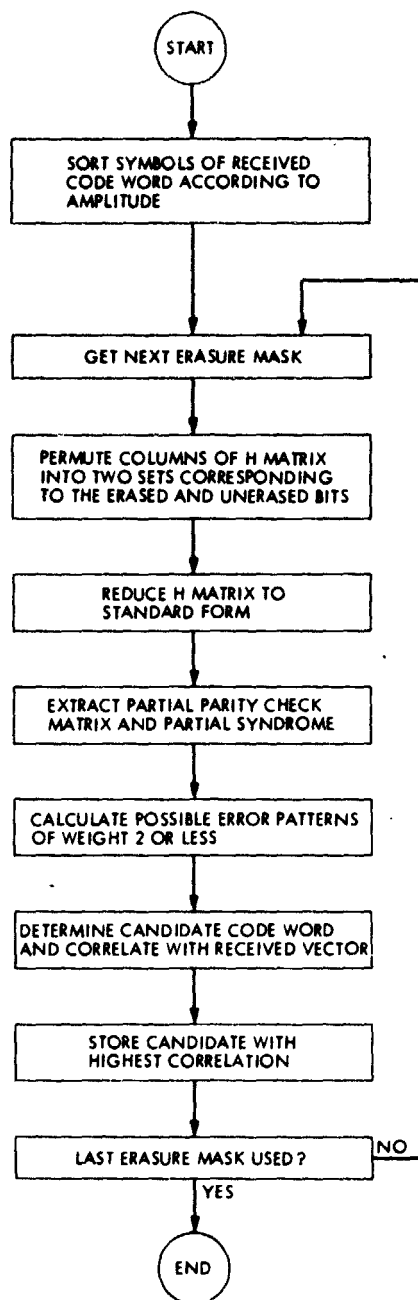 START
SORT SYMBOLS OF RECEIVED
CODE WORD ACCORDING TO
AMPLITUDE
GET NEXT ERASURE MASK
PERMUTE COLUMNS OF H MATRIX
INTO TWO SETS CORRESPONDING
TO THE ERASED AND UNERASED BITS
REDUCE H MATRIX TO
STANDARD FORM
EXTRACT PARTIAL PARITY CHECK
MATRIX AND PARTIAL SYNDROME
CALCULATE POSSIBLE ERROR PATTERNS
OF WEIGHT 2 OR LESS
DETERMINE CANDIDATE CODE WORD
AND CORRELATE WITH RECEIVED VECTOR
STORE CANDIDATE WITH
HIGHEST CORRELATION
LAST ERASURE MASK USED?
NO
YES
END